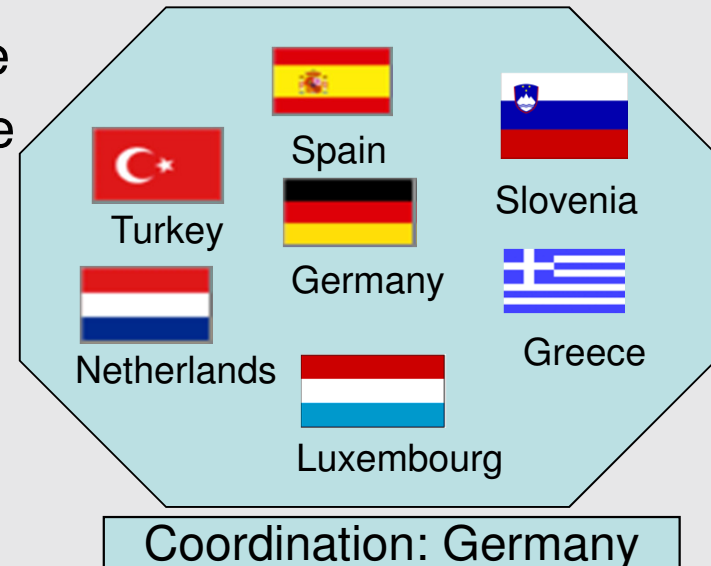 e
e
Spain
Slovenia
Turkey
Germany
Greece
Netherlands
Luxembourg
Coordination: Germany